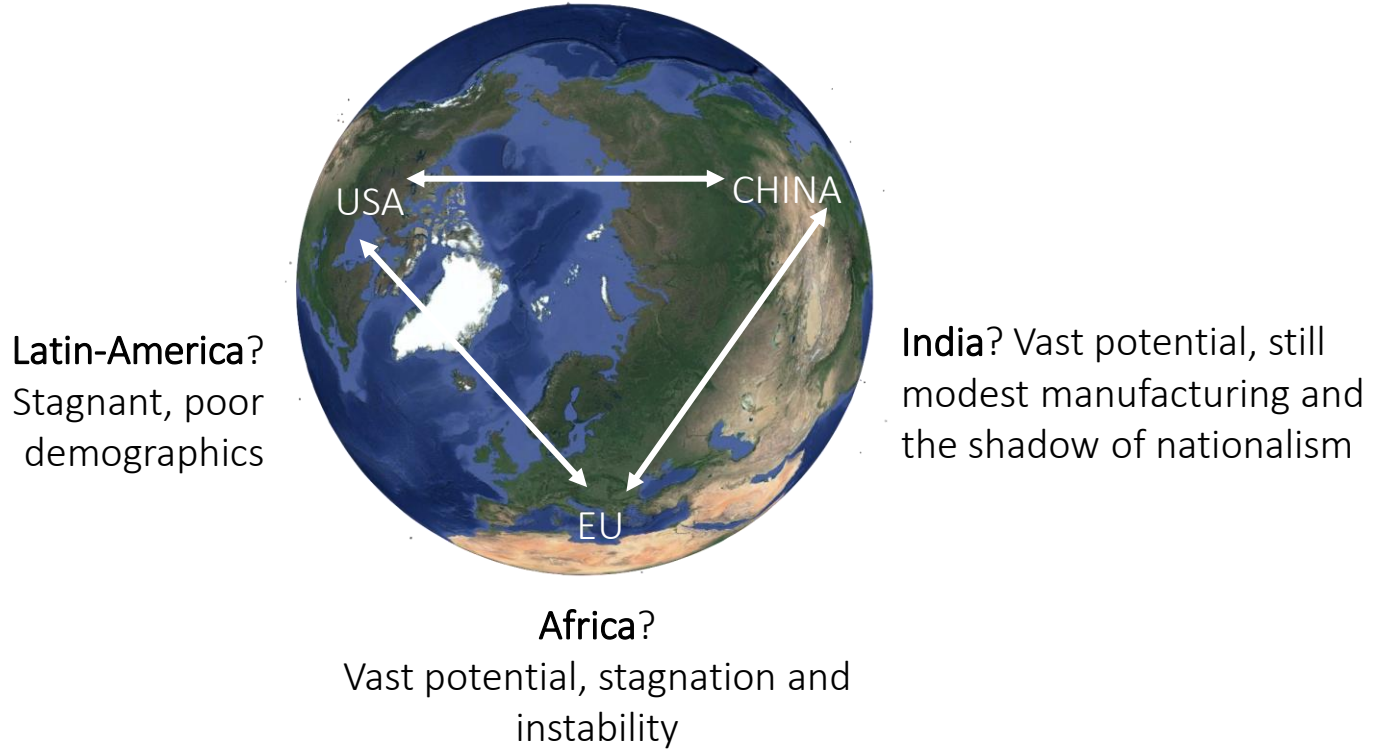 USA
CHINA
EU
Latin-America?
Stagnant, poor
demographics
India? Vast potential, still
modest manufacturing and
the shadow of nationalism
Africa?
Vast potential, stagnation and
instability